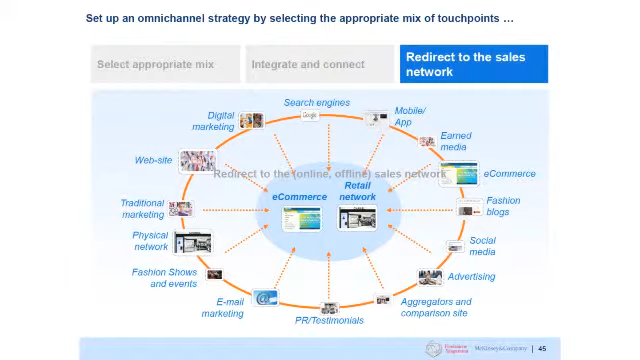 Set up an omnichannel strategy by selecting the appropriate mix of touchpoints …
Select appropriate mix
Integrate and connect
Redirect to the sales
network
Search engines
Digital
marketing
Mobile/
App
Earned
media
Web-site
Redirect to the (online, offline) sales network
eCommerce
Retail
network
eCommerce
Traditional
marketing
Fashion
blogs
Physical
network
Social
media
Fashion Shows
and events
Advertising
E-mail
marketing
PR/Testimonials
Aggregators and
comparison site
McKinsey&Company
45